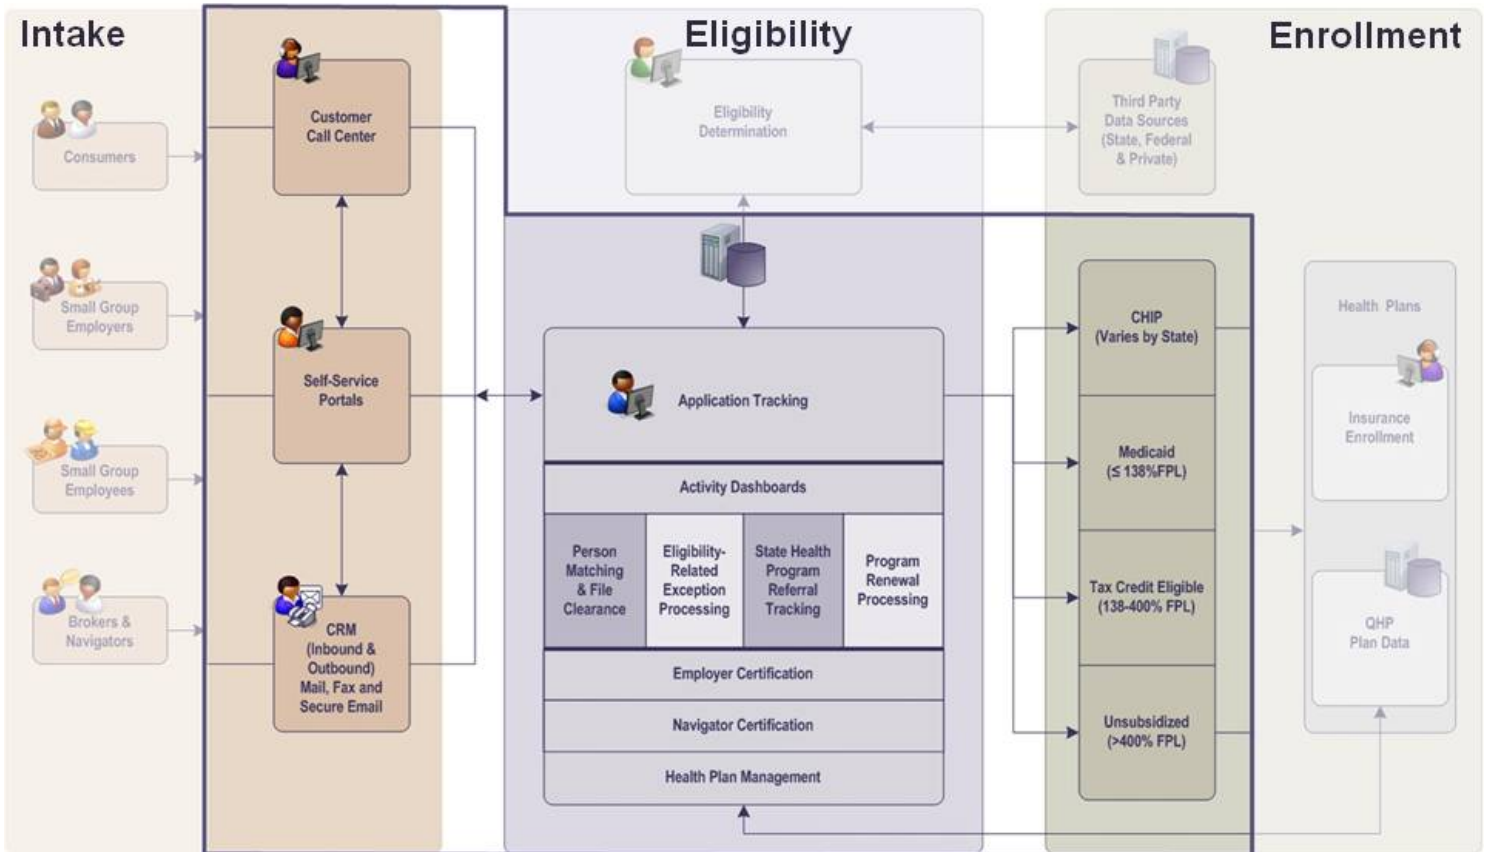 Intake
Eligibility
Enrollment
Consumers
Small Group
Employers
Small Group
Employees
Brokers &
Navigators
Customer
Call Center
Self-Service
Portals
CRM
(Inbound &
Outbound)
Mail, Fax and
Secure Email
Eligibility
Determination
Application Tracking
Activity Dashboards
Person
Matching
& File
Clearance
Eligibility-
Related
Exception
Processing
State Health
Program
Referral
Tracking
Program
Renewal
Processing
Employer Certification
Navigator Certification
Health Plan Management
Third Party
Data Sources
(State, Federal
& Private)
CHIP
(Varies by State)
Medicaid
(≤ 138%FPL)
Tax Credit Eligible
(138-400% FPL)
Unsubsidized
(>400% FPL)
Health Plans
Insurance
Enrollment
QHP
Plan Data